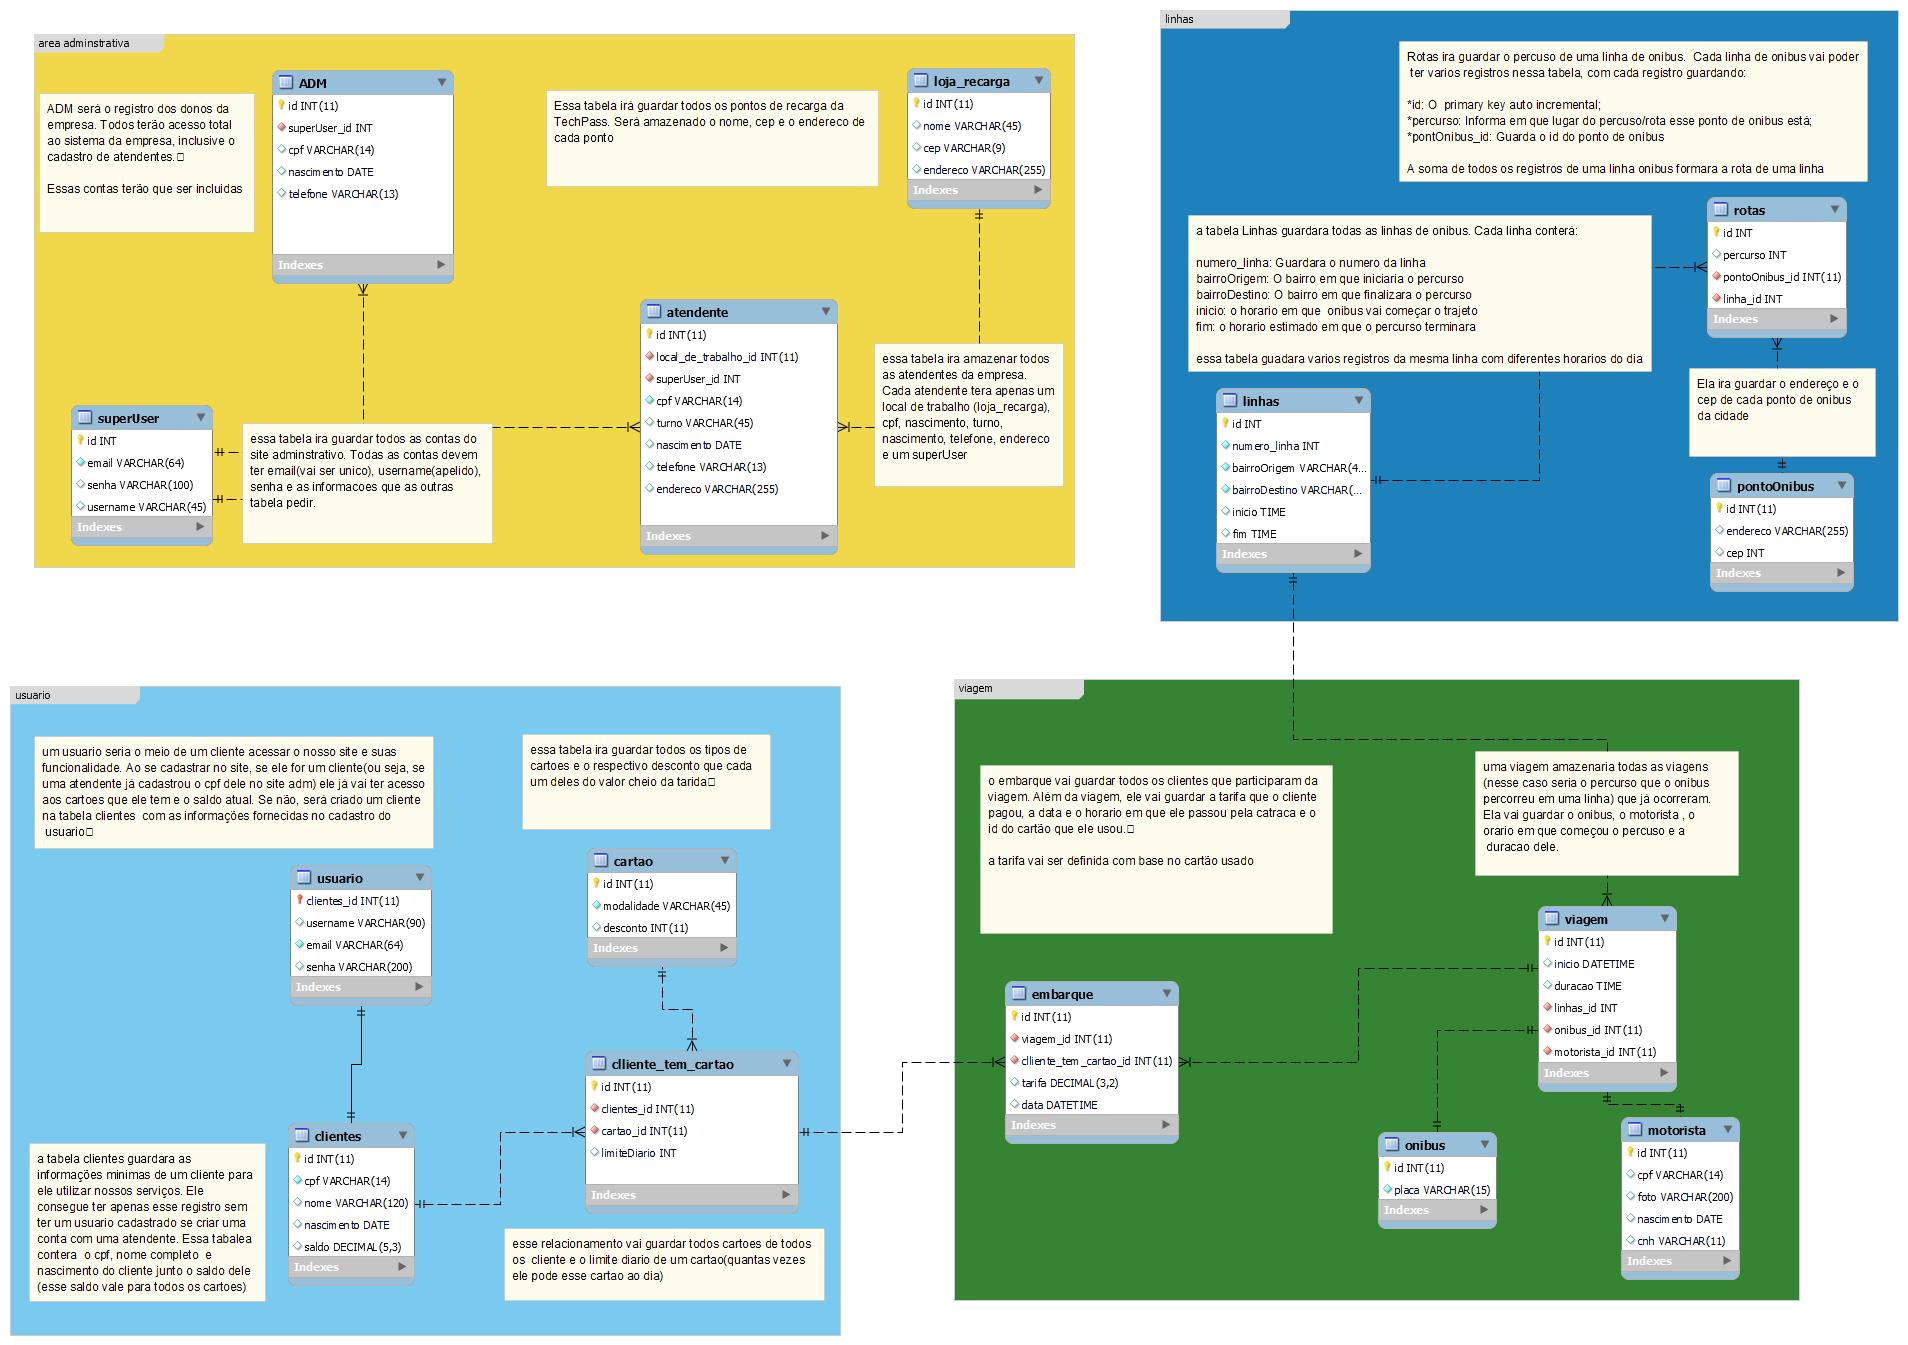 area adminstrativa
ADM será o registro dos donos da
empresa. Todos terão acesso total
ao sistema da empresa, inclusive o
cadastro de atendentes.
Essas contas terão que ser incluidas
ADM
id INT(11)
superUser_id INT
cpf VARCHAR(14)
nascimento DATE
telefone VARCHAR(13)
Indexes
Essa tabela irá guardar todos os pontos de recarga da
TechPass. Será amazenado o nome, cep e o endereco de
cada ponto
loja_recarga
id INT(11)
nome VARCHAR(45)
cep VARCHAR(9)
endereco VARCHAR(255)
Indexes
atendente
id INT(11)
local_de_trabalho_id INT(11)
superUser_id INT
cpf VARCHAR(14)
turno VARCHAR(45)
nascimento DATE
telefone VARCHAR(13)
endereco VARCHAR(255)
Indexes
essa tabela ira amazenar todos
as atendentes da empresa.
Cada atendente tera apenas um
local de trabalho (loja_recarga),
cpf, nascimento, turno,
nascimento, telefone, endereco
e um superUser
superUser
id INT
email VARCHAR(64)
senha VARCHAR(100)
username VARCHAR(45)
Indexes
essa tabela ira guardar todos as contas do
site adminstrativo. Todas as contas devem
ter email(vai ser unico), username(apelido),
senha e as informacoes que as outras
tabela pedir.
linhas
Rotas ira guardar o percuso de uma linha de onibus.  Cada linha de onibus vai poder
ter varios registros nessa tabela, com cada registro guardando:
*id: O  primary key auto incremental;
*percurso: Informa em que lugar do percuso/rota esse ponto de onibus está;
*pontOnibus_id: Guarda o id do ponto de onibus
A soma de todos os registros de uma linha onibus formara a rota de uma linha
a tabela Linhas guardara todas as linhas de onibus. Cada linha conterá:
numero_linha: Guardara o numero da linha
bairroOrigem: O bairro em que iniciaria o percurso
bairroDestino: O bairro em que finalizara o percurso
inicio: o horario em que  onibus vai começar o trajeto
fim: o horario estimado em que o percurso terminara
essa tabela guadara varios registros da mesma linha com diferentes horarios do dia
rotas
id INT
percurso INT
pontoOnibus_id INT(11)
linha_id INT
Indexes
Ela ira guardar o endereço e o
cep de cada ponto de onibus
da cidade
linhas
id INT
numero_linha INT
bairroOrigem VARCHAR(4...
bairroDestino VARCHAR(...
inicio TIME
fim TIME
Indexes
pontoOnibus
id INT(11)
endereco VARCHAR(255)
cep INT
Indexes
usuario
um usuario seria o meio de um cliente acessar o nosso site e suas
funcionalidade. Ao se cadastrar no site, se ele for um cliente(ou seja, se
uma atendente já cadastrou o cpf dele no site adm) ele já vai ter acesso
aos cartoes que ele tem e o saldo atual. Se não, será criado um cliente
na tabela clientes  com as informações fornecidas no cadastro do
usuario
essa tabela ira guardar todos os tipos de
cartoes e o respectivo desconto que cada
um deles do valor cheio da tarida
usuario
clientes_id INT(11)
username VARCHAR(90)
email VARCHAR(64)
senha VARCHAR(200)
Indexes
cartao
id INT(11)
modalidade VARCHAR(45)
desconto INT(11)
Indexes
clliente_tem_cartao
id INT(11)
clientes_id INT(11)
cartao_id INT(11)
limiteDiario INT
Indexes
clientes
id INT(11)
cpf VARCHAR(14)
nome VARCHAR(120)
nascimento DATE
saldo DECIMAL(5,3)
Indexes
a tabela clientes guardara as
informações minimas de um cliente para
ele utilizar nossos serviços. Ele
consegue ter apenas esse registro sem
ter um usuario cadastrado se criar uma
conta com uma atendente. Essa tabalea
contera  o cpf, nome completo  e
nascimento do cliente junto o saldo dele
(esse saldo vale para todos os cartoes)
esse relacionamento vai guardar todos cartoes de todos
os  cliente e o limite diario de um cartao(quantas vezes
ele pode esse cartao ao dia)
viagem
o embarque vai guardar todos os clientes que participaram da
viagem. Além da viagem, ele vai guardar a tarifa que o cliente
pagou, a data e o horario em que ele passou pela catraca e o
id do cartão que ele usou.
a tarifa vai ser definida com base no cartão usado
uma viagem amazenaria todas as viagens
(nesse caso seria o percurso que o onibus
percorreu em uma linha) que já ocorreram.
Ela vai guardar o onibus, o motorista , o
orario em que começou o percuso e a
duracao dele.
embarque
id INT(11)
viagem_id INT(11)
clliente_tem_cartao_id INT(11)
tarifa DECIMAL(3,2)
data DATETIME
Indexes
viagem
id INT(11)
inicio DATETIME
duracao TIME
linhas_id INT
onibus_id INT(11)
motorista_id INT(11)
Indexes
onibus
id INT(11)
placa VARCHAR(15)
Indexes
motorista
id INT(11)
cpf VARCHAR(14)
foto VARCHAR(200)
nascimento DATE
cnh VARCHAR(11)
Indexes